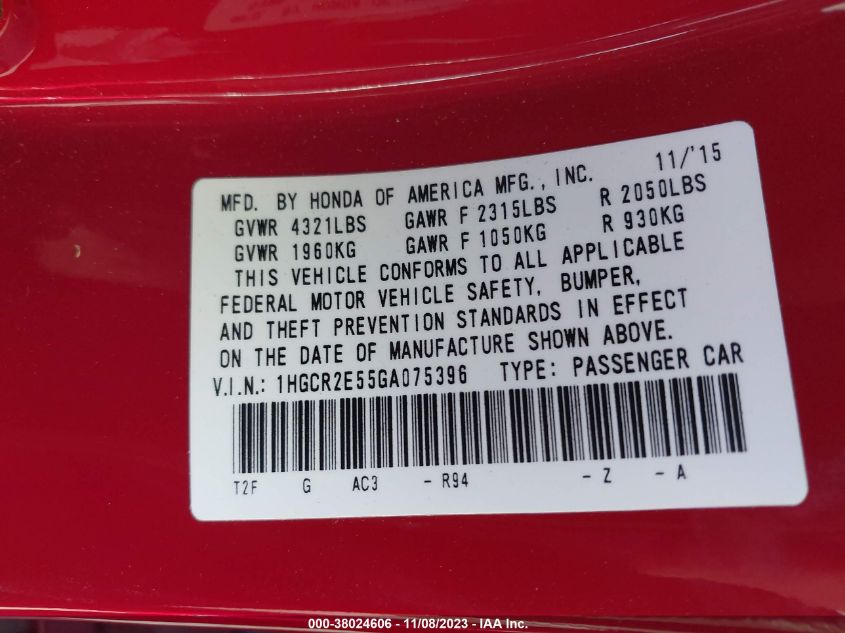 MFD. BY HONDA OF AMERICA MFG., INC. 11/'15
GVWR 4321LBS GAWR F 2315LBS R 2050LBS
GVWR 1960KG GAWR F 1050KG R 930KG
THIS VEHICLE CONFORMS TO ALL APPLICABLE
FEDERAL MOTOR VEHICLE SAFETY, BUMPER,
AND THEFT PREVENTION STANDARDS IN EFFECT
ON THE DATE OF MANUFACTURE SHOWN ABOVE.
V.I.N.: 1HGCR2E55GA075396 TYPE: PASSENGER CAR
T2F G AC3 - R94 - Z - A
000-38024606 - 11/08/2023 - IAA Inc.